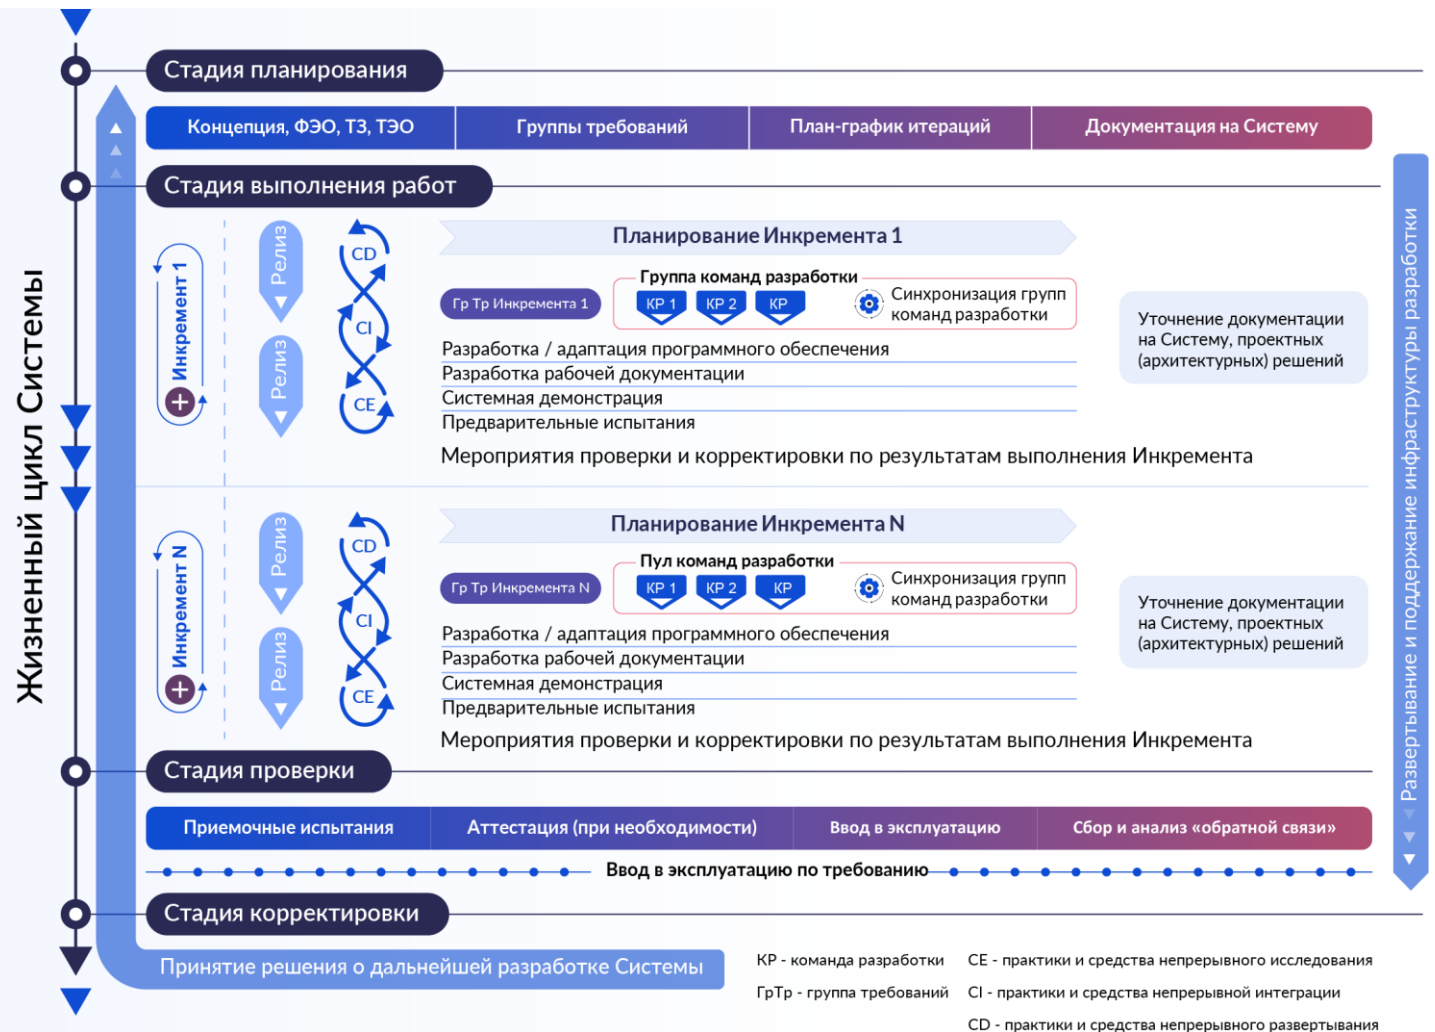 Жизненный цикл Системы
Стадия планирования
Концепция, ФЭО, ТЗ, ТЭО
Группы требований
План-график итераций
Документация на Систему
Стадия выполнения работ
Развертывание и поддержание инфраструктуры разработки
Инкремент 1
Релиз
Релиз
CD
CI
CE
Планирование Инкремента 1
Гр Тр Инкремента 1
Группа команд разработки
КР 1
КР 2
КР
Синхронизация групп
команд разработки
Разработка / адаптация программного обеспечения
Разработка рабочей документации
Системная демонстрация
Предварительные испытания
Уточнение документации
на Систему, проектных
(архитектурных) решений
Мероприятия проверки и корректировки по результатам выполнения Инкремента
Инкремент N
Релиз
Релиз
CD
CI
CE
Планирование Инкремента N
Гр Тр Инкремента N
Пул команд разработки
КР 1
КР 2
КР
Синхронизация групп
команд разработки
Разработка / адаптация программного обеспечения
Разработка рабочей документации
Системная демонстрация
Предварительные испытания
Уточнение документации
на Систему, проектных
(архитектурных) решений
Мероприятия проверки и корректировки по результатам выполнения Инкремента
Стадия проверки
Приемочные испытания
Аттестация (при необходимости)
Ввод в эксплуатацию
Сбор и анализ «обратной связи»
Ввод в эксплуатацию по требованию
Стадия корректировки
Принятие решения о дальнейшей разработке Системы
КР - команда разработки
ГрТр - группа требований
CE - практики и средства непрерывного исследования
CI - практики и средства непрерывной интеграции
CD - практики и средства непрерывного развертывания